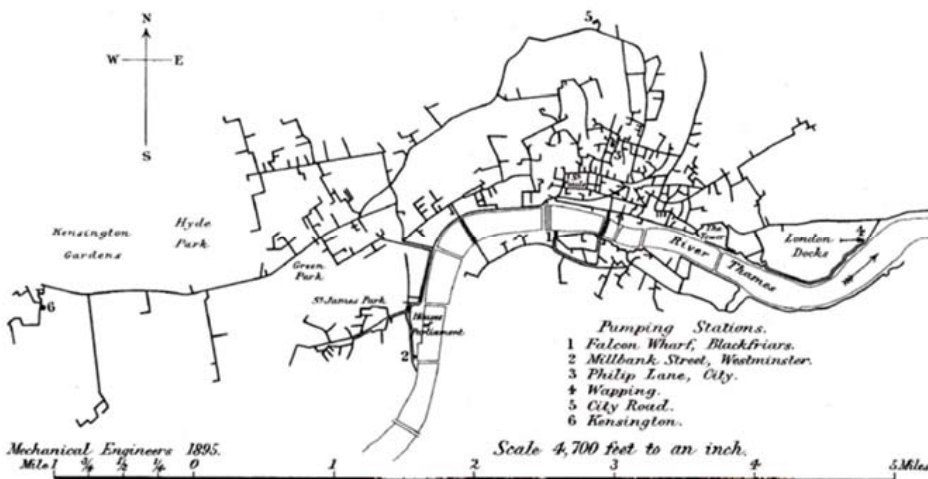 N
W E
S
5
3
St Pauls
Hyde
Park
Kensington
Gardens
Green
Park
St James Park
Houses
of
Parliament
1
2
6
The
Tower
River Thames
London
Docks
4
Pumping Stations.
1 Falcon Wharf, Blackfriars.
2 Millbank Street, Westminster.
3 Philip Lane, City.
4 Wapping.
5 City Road.
6 Kensington.
Mechanical Engineers 1895.
Scale 4,700 feet to an inch.
Mile 1 ¾ ½ ¼ 0 1 2 3 4 5 Miles